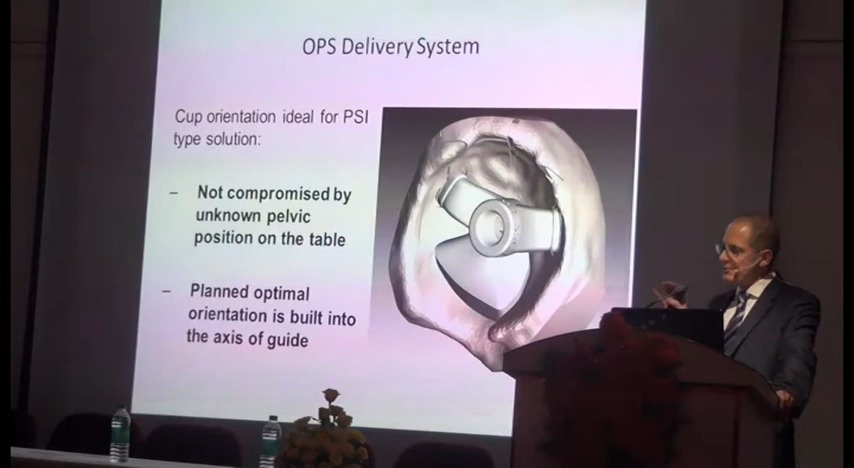 OPS Delivery System
Cup orientation ideal for PSI
type solution:
– Not compromised by
unknown pelvic
position on the table
– Planned optimal
orientation is built into
the axis of guide